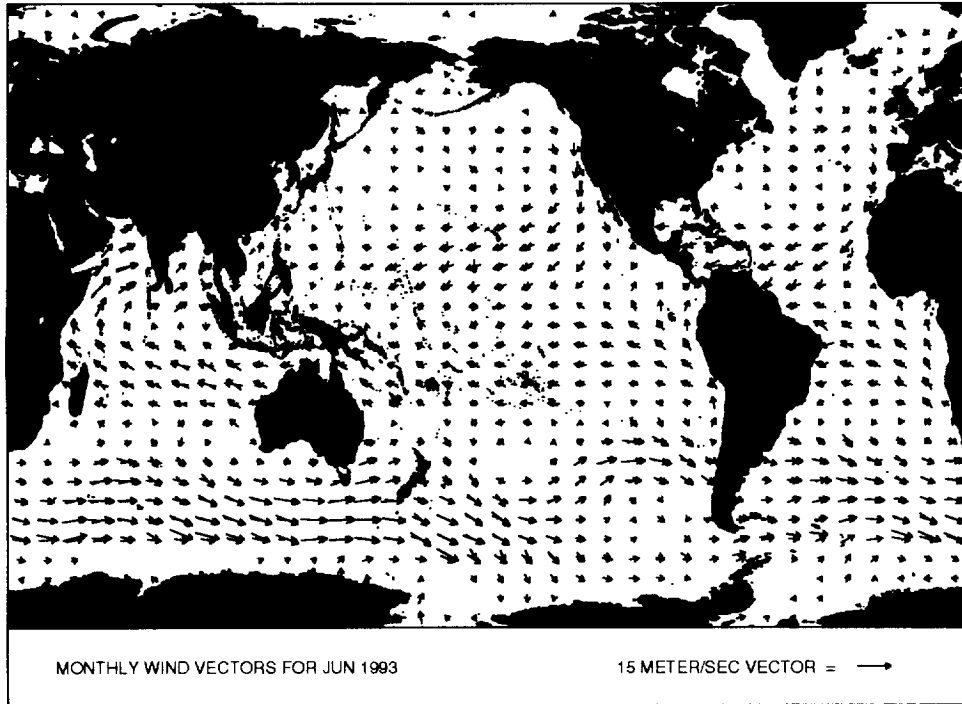 MONTHLY WIND VECTORS FOR JUN 1993
15 METER/SEC VECTOR =